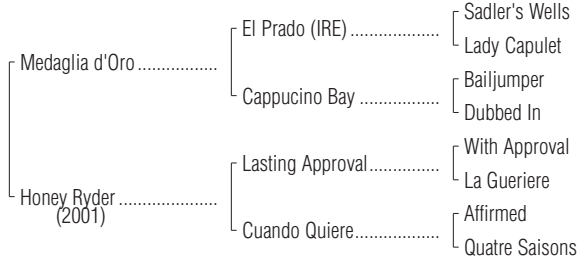 Sadler's Wells
El Prado (IRE) ..................
Lady Capulet
Medaglia d'Oro ................
Bailjumper
Cappucino Bay ................
Dubbed In
With Approval
Lasting Approval................
La Gueriere
Honey Ryder ....................
(2001)
Affirmed
Cuando Quiere.................
Quatre Saisons